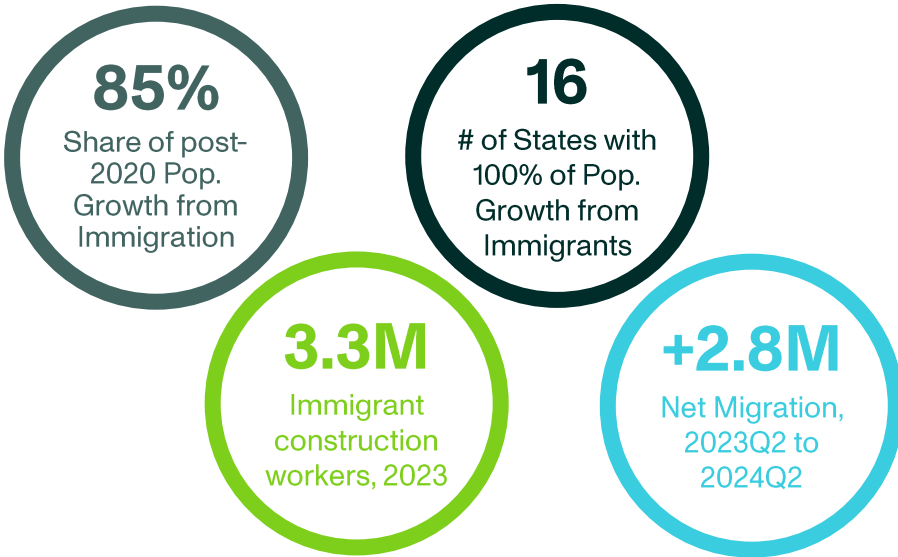 85%
Share of post-
2020 Pop.
Growth from
Immigration
16
# of States with
100% of Pop.
Growth from
Immigrants
3.3M
Immigrant
construction
workers, 2023
+2.8M
Net Migration,
2023Q2 to
2024Q2